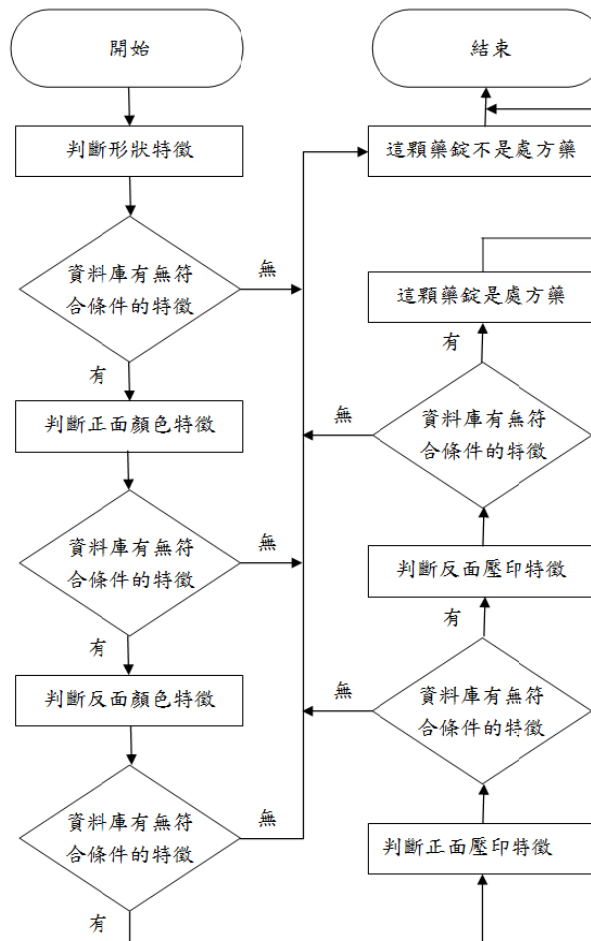 開始
判斷形狀特徵
資料庫有無符
合條件的特徵
無
有
判斷正面顏色特徵
資料庫有無符
合條件的特徵
無
有
判斷反面顏色特徵
資料庫有無符
合條件的特徵
無
有
判斷正面壓印特徵
資料庫有無符
合條件的特徵
無
有
判斷反面壓印特徵
資料庫有無符
合條件的特徵
無
有
這顆藥錠是處方藥
這顆藥錠不是處方藥
結束